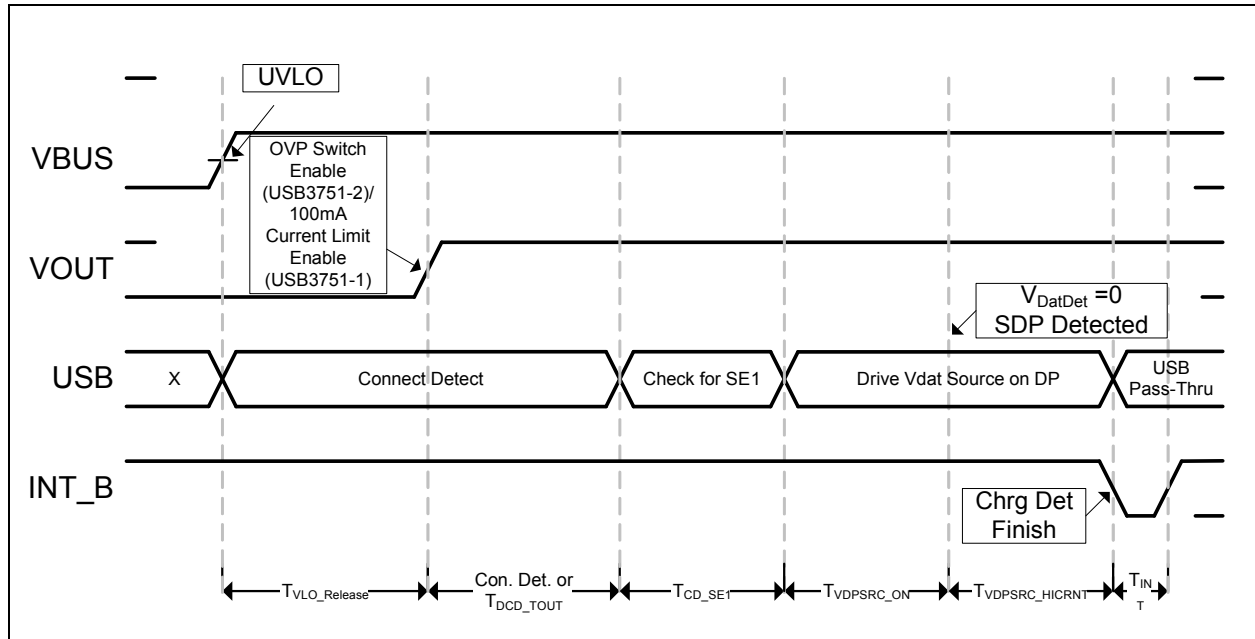 UVLO
VBUS
OVP Switch
Enable
(USB3751-2)/
100mA
Current Limit
Enable
(USB3751-1)
VOUT
VDatDet =0
SDP Detected
USB
X
Connect Detect
Check for SE1
Drive Vdat Source on DP
USB
Pass-Thru
INT_B
Chrg Det
Finish
TVLO_Release
Con. Det. or
TDCD_TOUT
TCD_SE1
TVDPSRC_ON
TVDPSRC_HICRNT
TIN
T